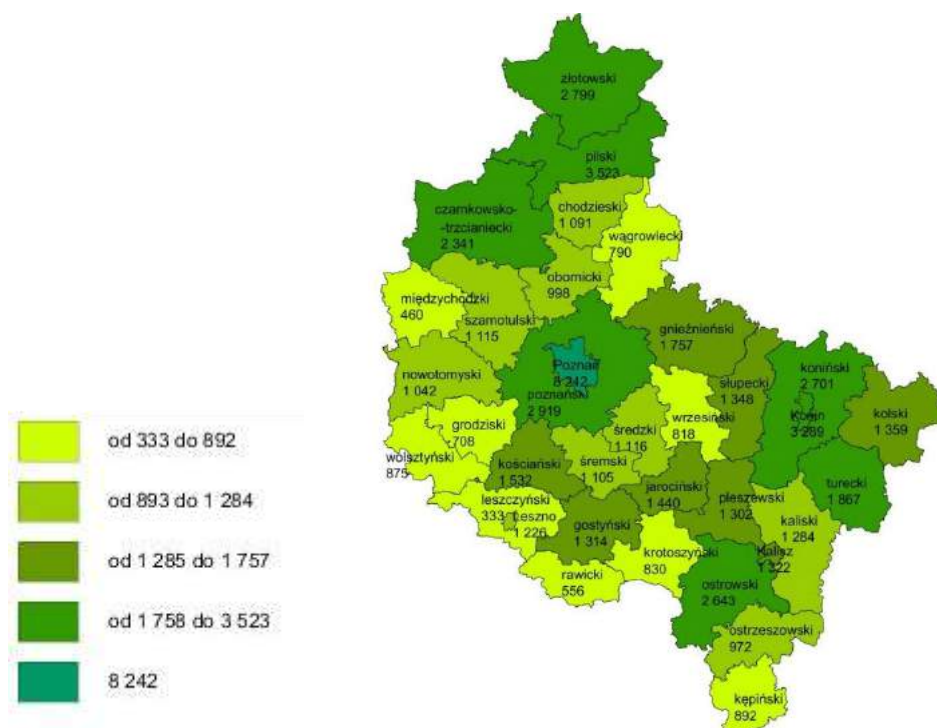 złotowski
2 799
pilski
3 523
czarnkowsko-
-trzcianiecki
2 341
chodzieski
1 091
wągrowiecki
790
obornicki
998
międzychodzki
460
szamotulski
1 115
gnieźnieński
1 757
Poznań
8 242
poznański
2 919
nowotomyski
1 042
słupecki
1 348
koniński
2 701
Konin
3 289
kolski
1 359
wrzesiński
818
średzki
1 116
grodziski
708
wolsztyński
875
kościański
1 532
śremski
1 105
jarociński
1 440
pleszewski
1 302
turecki
1 867
kaliski
1 284
leszczyński
333
Leszno
1 226
gostyński
1 314
krotoszyński
830
Kalisz
1 322
rawicki
556
ostrowski
2 643
ostrzeszowski
972
kępiński
892
od 333 do 892
od 893 do 1 284
od 1 285 do 1 757
od 1 758 do 3 523
8 242